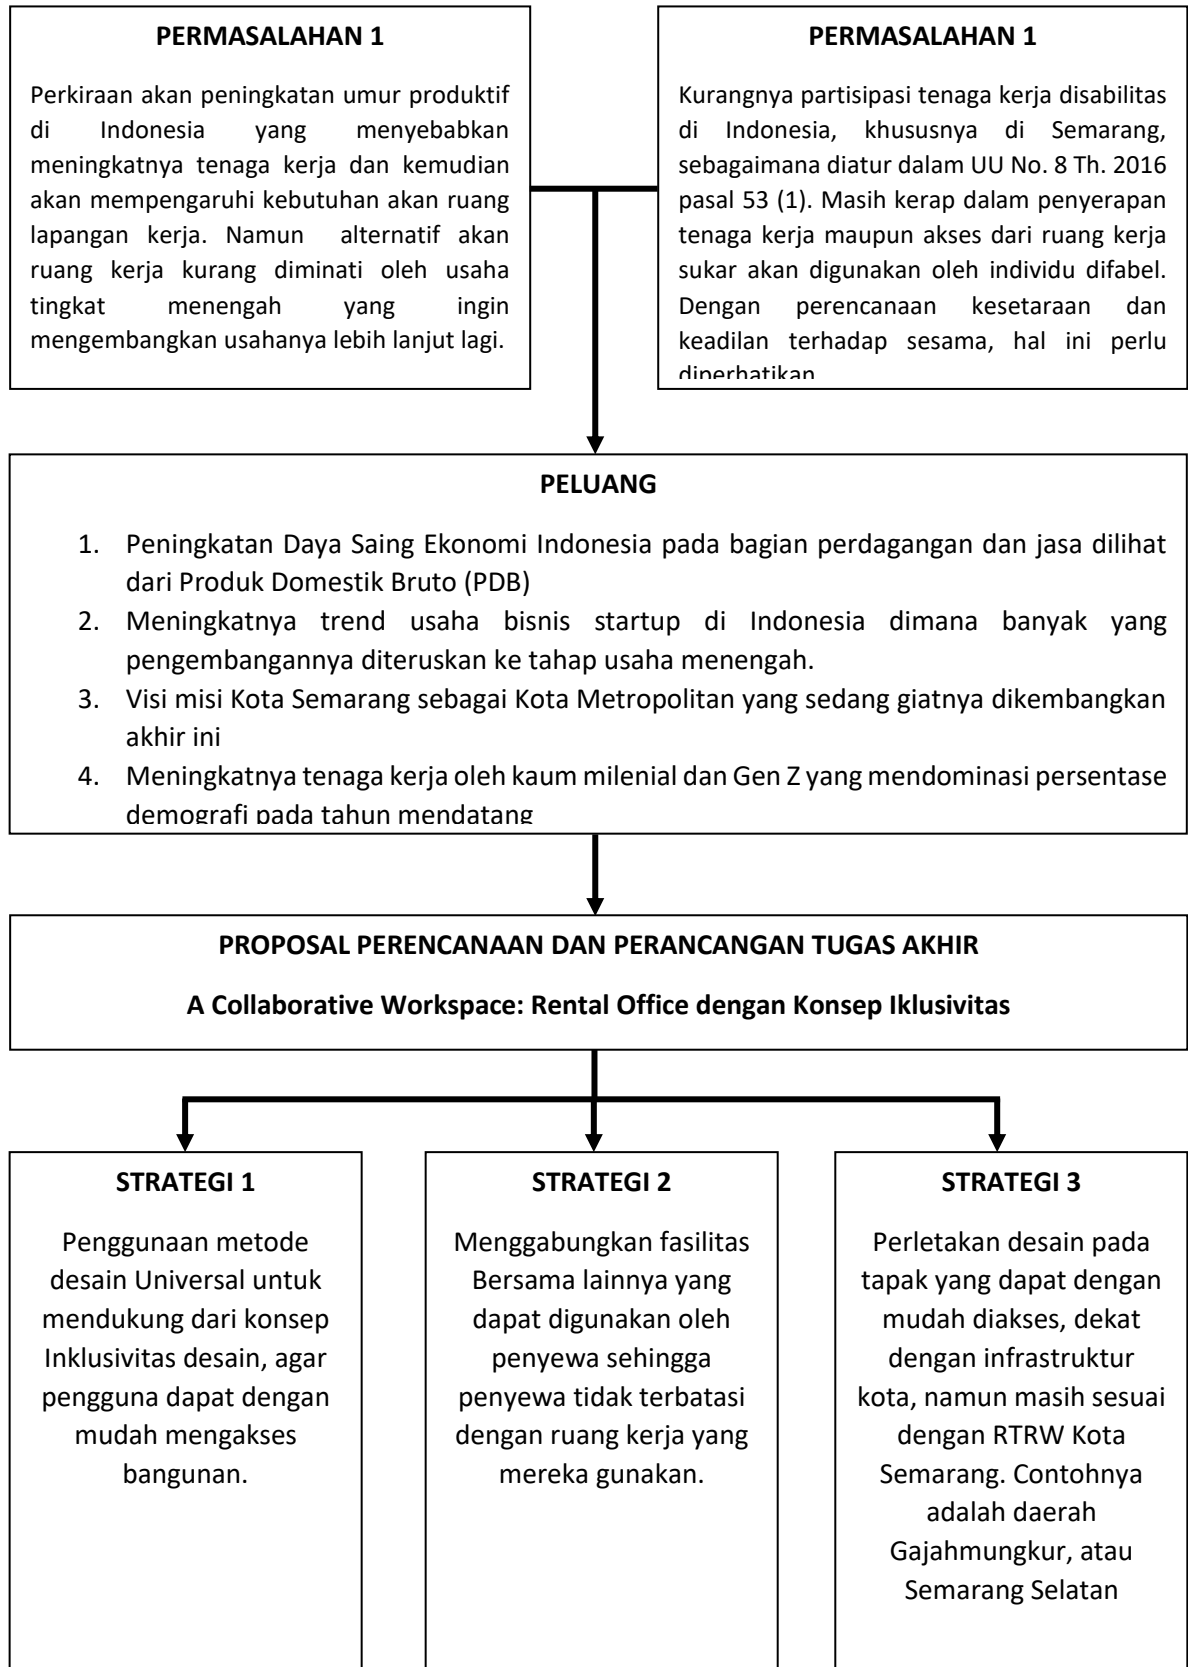 PERMASALAHAN 1
Perkiraan akan peningkatan umur produktif
di Indonesia yang menyebabkan
meningkatnya tenaga kerja dan kemudian
akan mempengaruhi kebutuhan akan ruang
lapangan kerja. Namun alternatif akan
ruang kerja kurang diminati oleh usaha
tingkat menengah yang ingin
mengembangkan usahanya lebih lanjut lagi.
PERMASALAHAN 1
Kurangnya partisipasi tenaga kerja disabilitas
di Indonesia, khususnya di Semarang,
sebagaimana diatur dalam UU No. 8 Th. 2016
pasal 53 (1). Masih kerap dalam penyerapan
tenaga kerja maupun akses dari ruang kerja
sukar akan digunakan oleh individu difabel.
Dengan perencanaan kesetaraan dan
keadilan terhadap sesama, hal ini perlu
diperhatikan
PELUANG
1. Peningkatan Daya Saing Ekonomi Indonesia pada bagian perdagangan dan jasa dilihat
dari Produk Domestik Bruto (PDB)
2. Meningkatnya trend usaha bisnis startup di Indonesia dimana banyak yang
pengembangannya diteruskan ke tahap usaha menengah.
3. Visi misi Kota Semarang sebagai Kota Metropolitan yang sedang giatnya dikembangkan
akhir ini
4. Meningkatnya tenaga kerja oleh kaum milenial dan Gen Z yang mendominasi persentase
demografi pada tahun mendatang
PROPOSAL PERENCANAAN DAN PERANCANGAN TUGAS AKHIR
A Collaborative Workspace: Rental Office dengan Konsep Iklusivitas
STRATEGI 1
Penggunaan metode
desain Universal untuk
mendukung dari konsep
Inklusivitas desain, agar
pengguna dapat dengan
mudah mengakses
bangunan.
STRATEGI 2
Menggabungkan fasilitas
Bersama lainnya yang
dapat digunakan oleh
penyewa sehingga
penyewa tidak terbatasi
dengan ruang kerja yang
mereka gunakan.
STRATEGI 3
Perletakan desain pada
tapak yang dapat dengan
mudah diakses, dekat
dengan infrastruktur
kota, namun masih sesuai
dengan RTRW Kota
Semarang. Contohnya
adalah daerah
Gajahmungkur, atau
Semarang Selatan